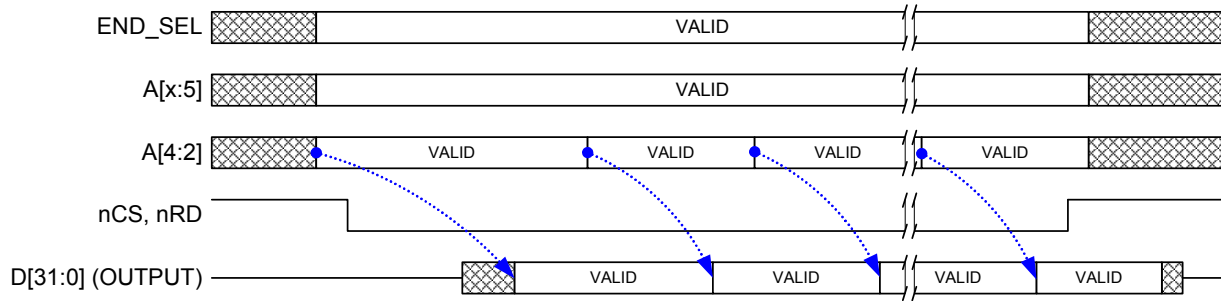 END_SEL VALID
A[x:5] VALID
A[4:2] VALID VALID VALID VALID
nCS, nRD
D[31:0] (OUTPUT) VALID VALID VALID VALID